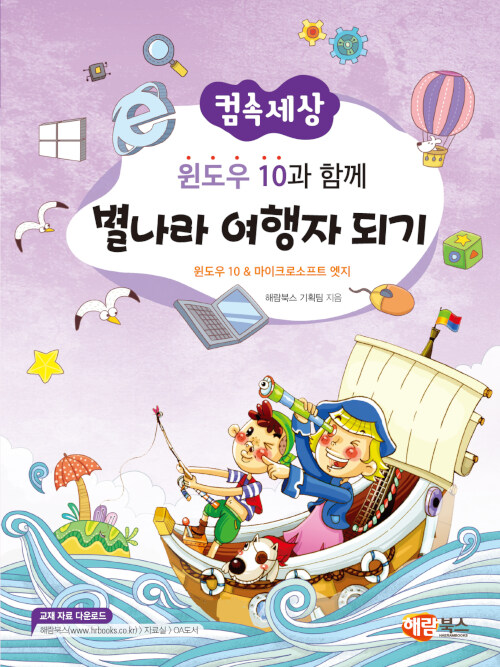 컴속세상
윈도우 10과 함께
별나라 여행자 되기
윈도우 10 & 마이크로소프트 엣지
해람북스 기획팀 지음
교재 자료 다운로드
해람북스(www.hrbooks.co.kr) > 자료실 > OA도서
해람북스
HAERAMBOOKS